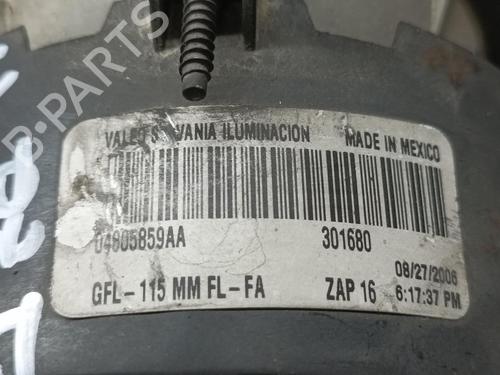 B-PARTS
VALEO SYLVANIA ILUMINACION MADE IN MEXICO
04805859AA 301680
08/27/2006
GFL-115 MM FL-FA ZAP 16 6:17:37 PM